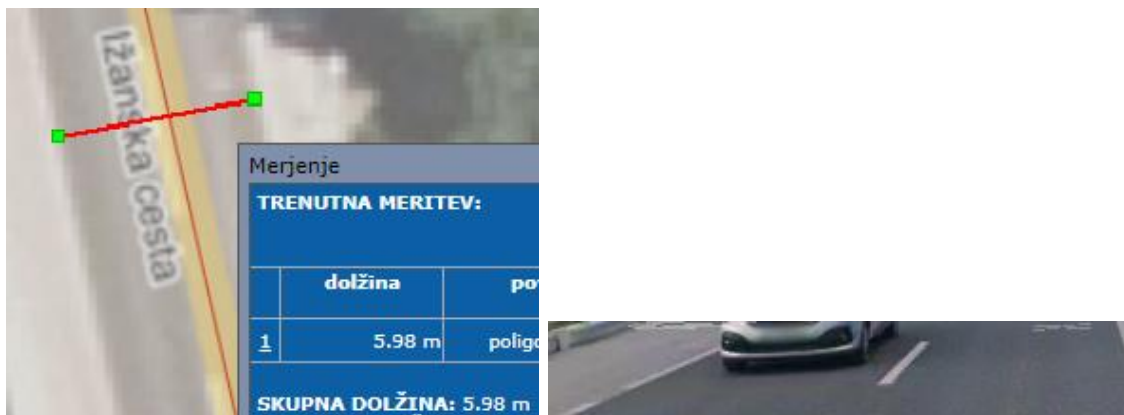 Ižanska cesta
Merjenje
TRENUTNA MERITEV:
dolžina
1 5.98 m
SKUPNA DOLŽINA: 5.98 m